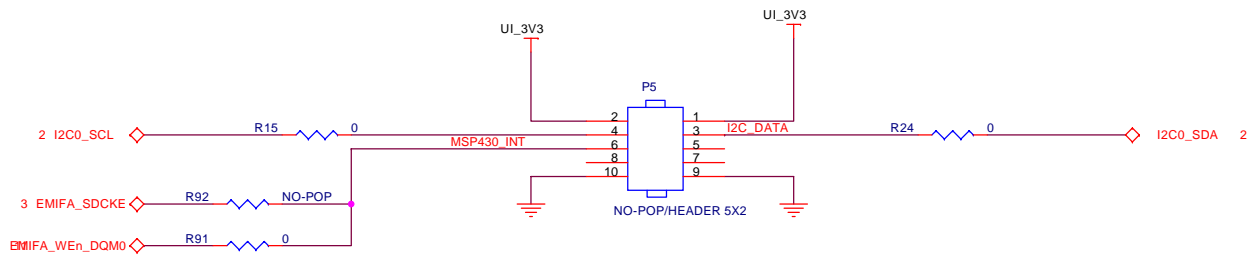 UI_3V3
UI_3V3
P5
2 1
2 I2C0_SCL R15 0 4 3 I2C_DATA R24 0 I2C0_SDA 2
MSP430_INT 6 5
8 7
10 9
3 EMIFA_SDCKE R92 NO-POP
NO-POP/HEADER 5X2
EMIFA_WEn_DQM0 R91 0